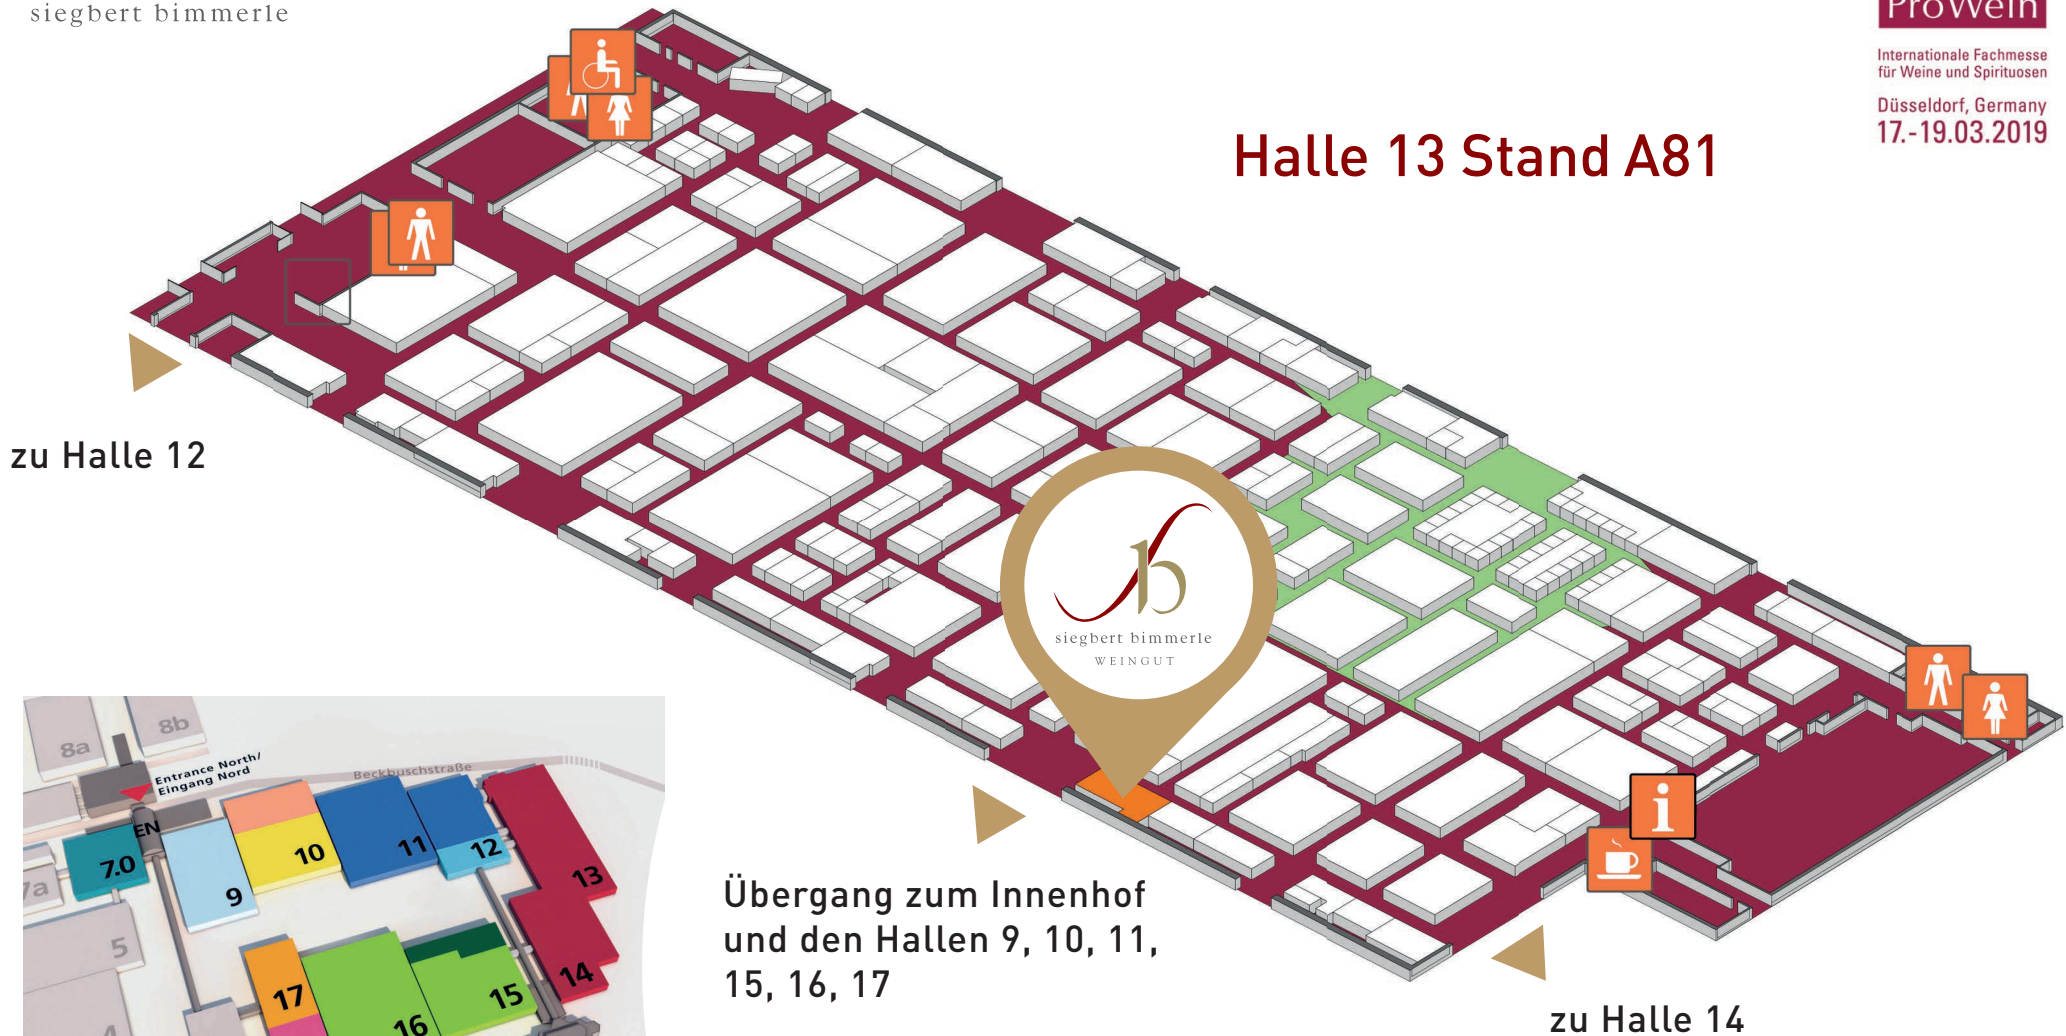 siegbert bimmerle
ProWein
Internationale Fachmesse
für Weine und Spirituosen
Düsseldorf, Germany
17.-19.03.2019
Halle 13 Stand A81
zu Halle 12
siegbert bimmerle
WEINGUT
8a
8b
Entrance North/
Eingang Nord
Beckbuschstraße
EN
7.0
7a
9
10
11
12
13
5
4
17
16
15
14
Übergang zum Innenhof
und den Hallen 9, 10, 11,
15, 16, 17
i
zu Halle 14